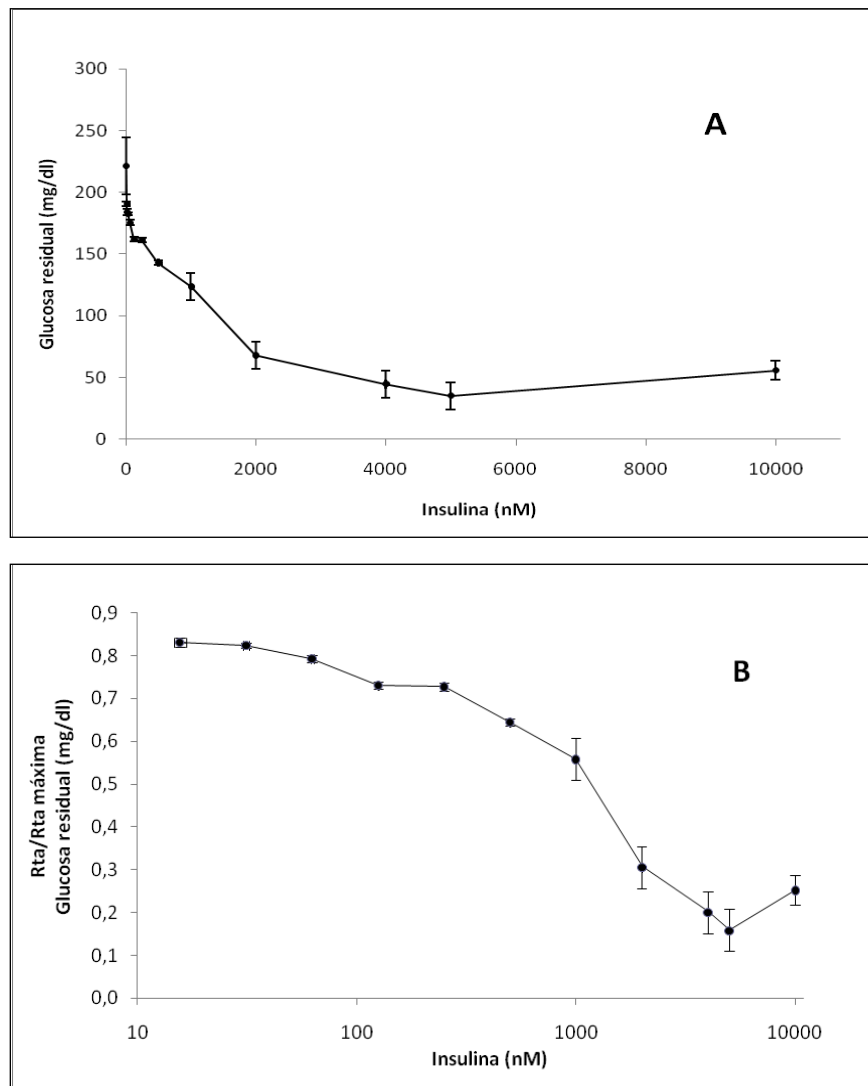 300
250
200
150
100
50
0
Glucosa residual (mg/dl)
A
0 2000 4000 6000 8000 10000
Insulina (nM)
0,9
0,8
0,7
0,6
0,5
0,4
0,3
0,2
0,1
0,0
Rta/Rta máxima
Glucosa residual (mg/dl)
B
10 100 1000 10000
Insulina (nM)